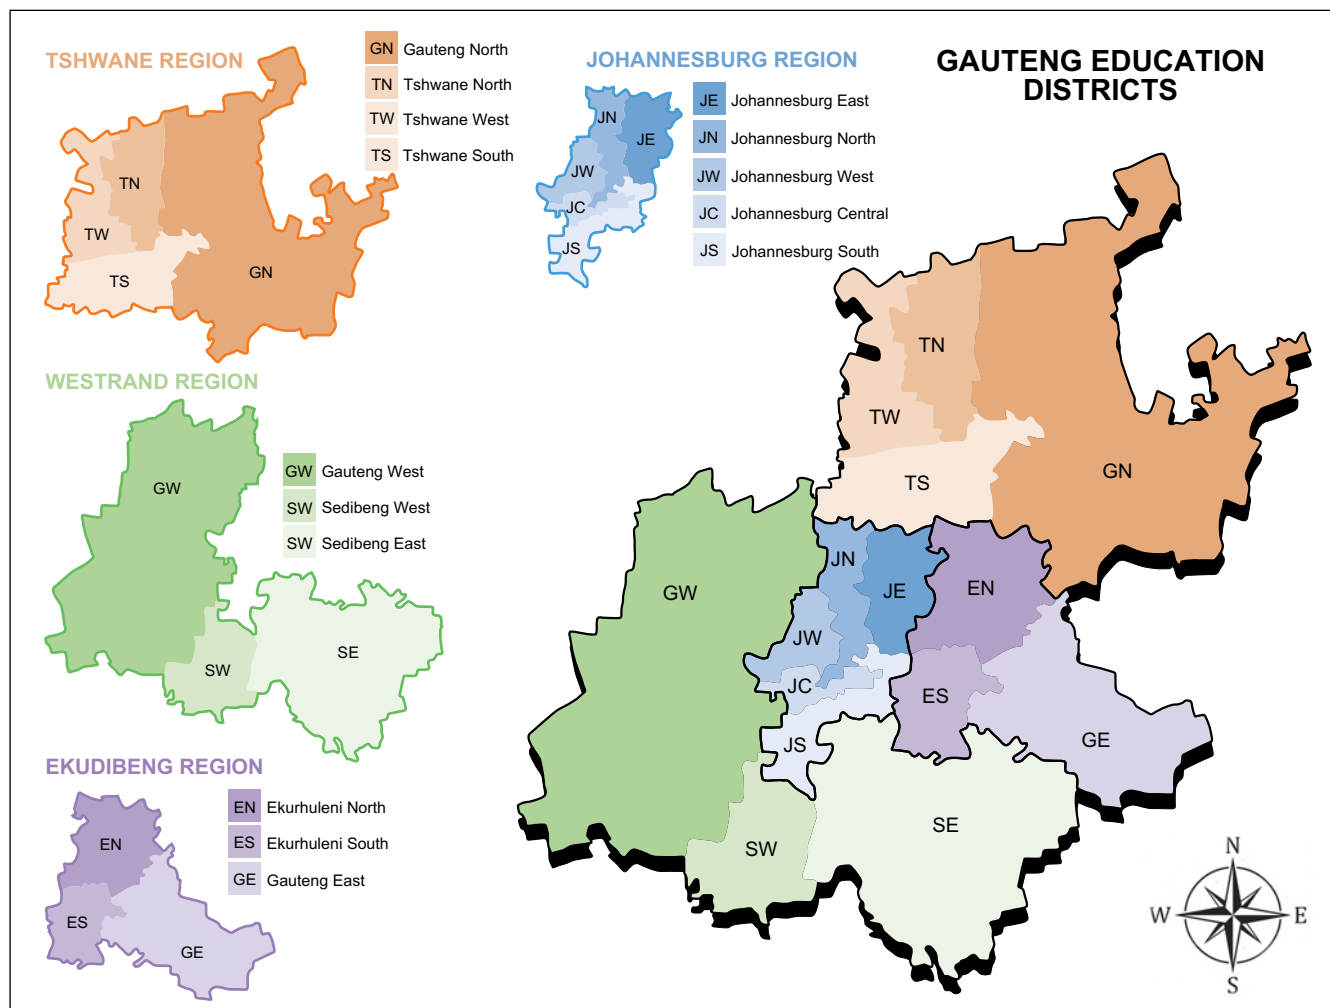 GAUTENG EDUCATION
DISTRICTS
TSHWANE REGION
GN Gauteng North
TN Tshwane North
TW Tshwane West
TS Tshwane South
TN
TW
TS
GN
JOHANNESBURG REGION
JE Johannesburg East
JN Johannesburg North
JW Johannesburg West
JC Johannesburg Central
JS Johannesburg South
JN
JE
JW
JC
JS
WESTRAND REGION
GW Gauteng West
SW Sedibeng West
SW Sedibeng East
GW
SW
SE
EKUDIBENG REGION
EN Ekurhuleni North
ES Ekurhuleni South
GE Gauteng East
EN
ES
GE
TN
TW
GN
TS
JN
JE
EN
GW
JW
JC
ES
JS
GE
SE
SW
N
W
E
S